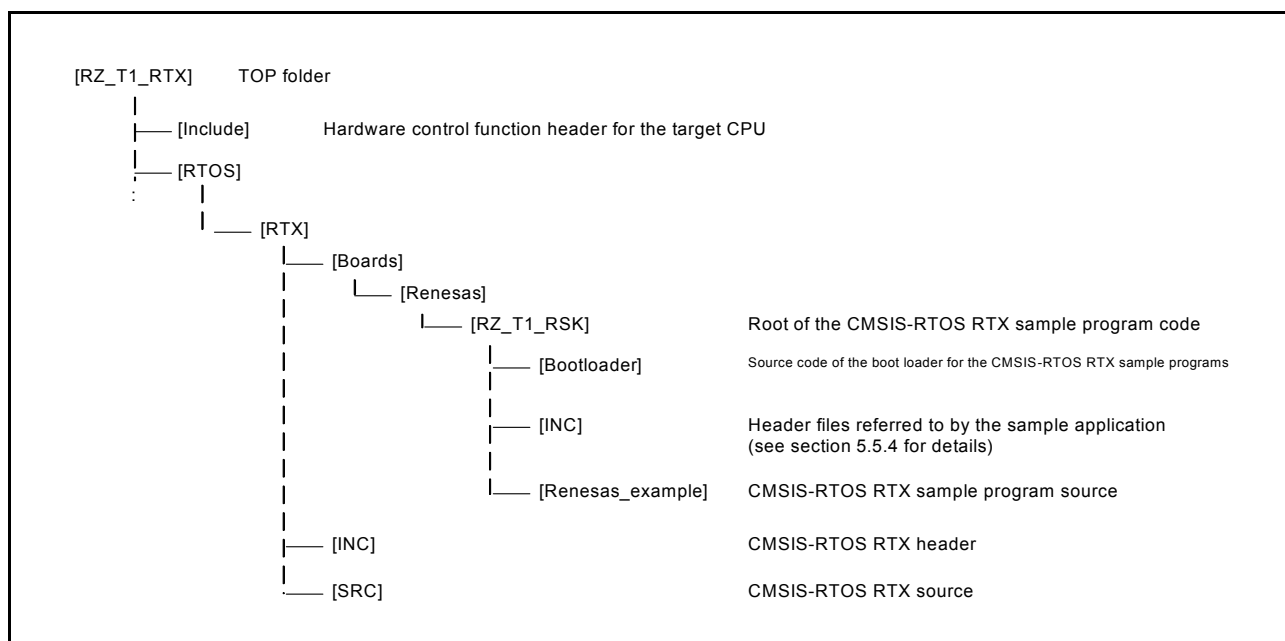 [RZ_T1_RTX] TOP folder
[Include] Hardware control function header for the target CPU
[RTOS]
:
[RTX]
[Boards]
[Renesas]
[RZ_T1_RSK] Root of the CMSIS-RTOS RTX sample program code
[Bootloader] Source code of the boot loader for the CMSIS-RTOS RTX sample programs
[INC] Header files referred to by the sample application
(see section 5.5.4 for details)
[Renesas_example] CMSIS-RTOS RTX sample program source
[INC] CMSIS-RTOS RTX header
[SRC] CMSIS-RTOS RTX source